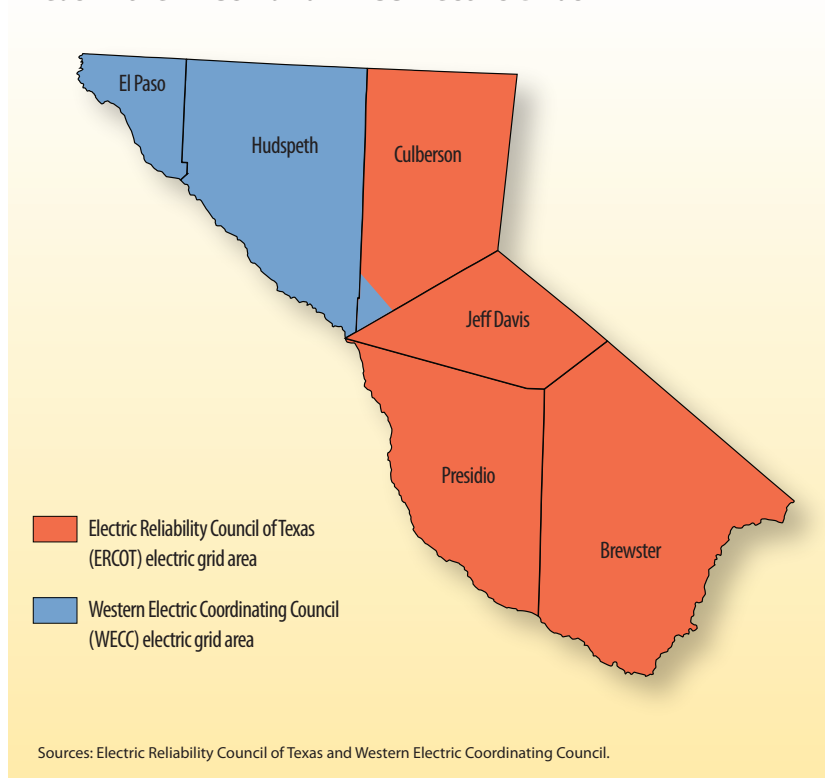 El Paso
Hudspeth
Culberson
Jeff Davis
Presidio
Brewster
Electric Reliability Council of Texas
(ERCOT) electric grid area
Western Electric Coordinating Council
(WECC) electric grid area
Sources: Electric Reliability Council of Texas and Western Electric Coordinating Council.